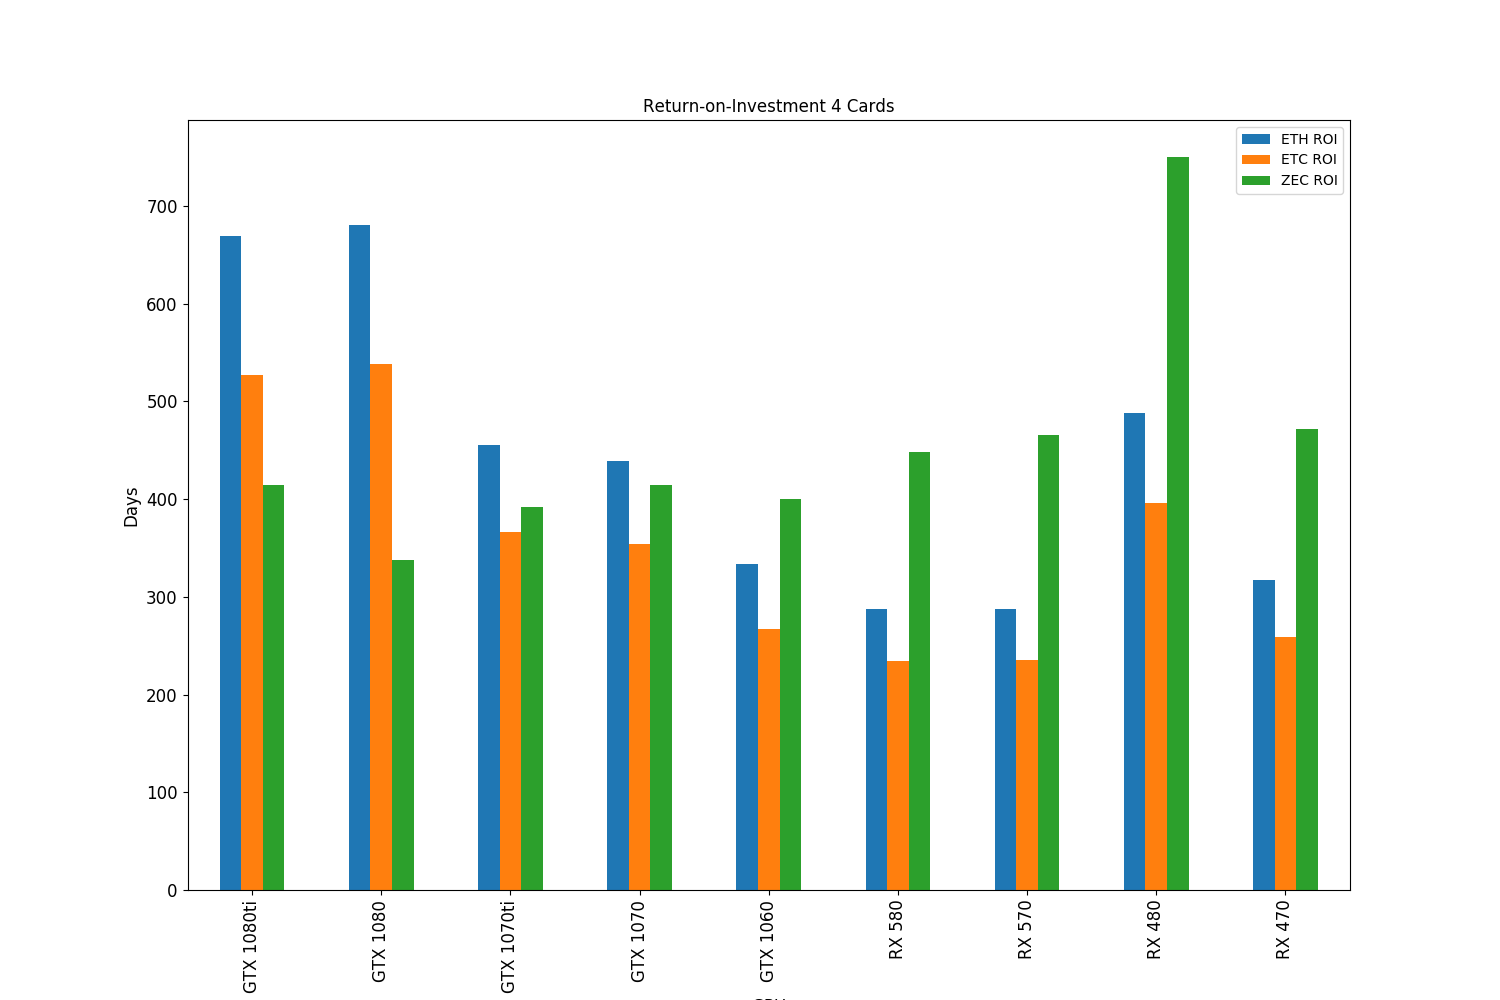 Return-on-Investment 4 Cards
ETH ROI
ETC ROI
ZEC ROI
Days
700
600
500
400
300
200
100
0
GTX 1080ti
GTX 1080
GTX 1070ti
GTX 1070
GTX 1060
RX 580
RX 570
RX 480
RX 470